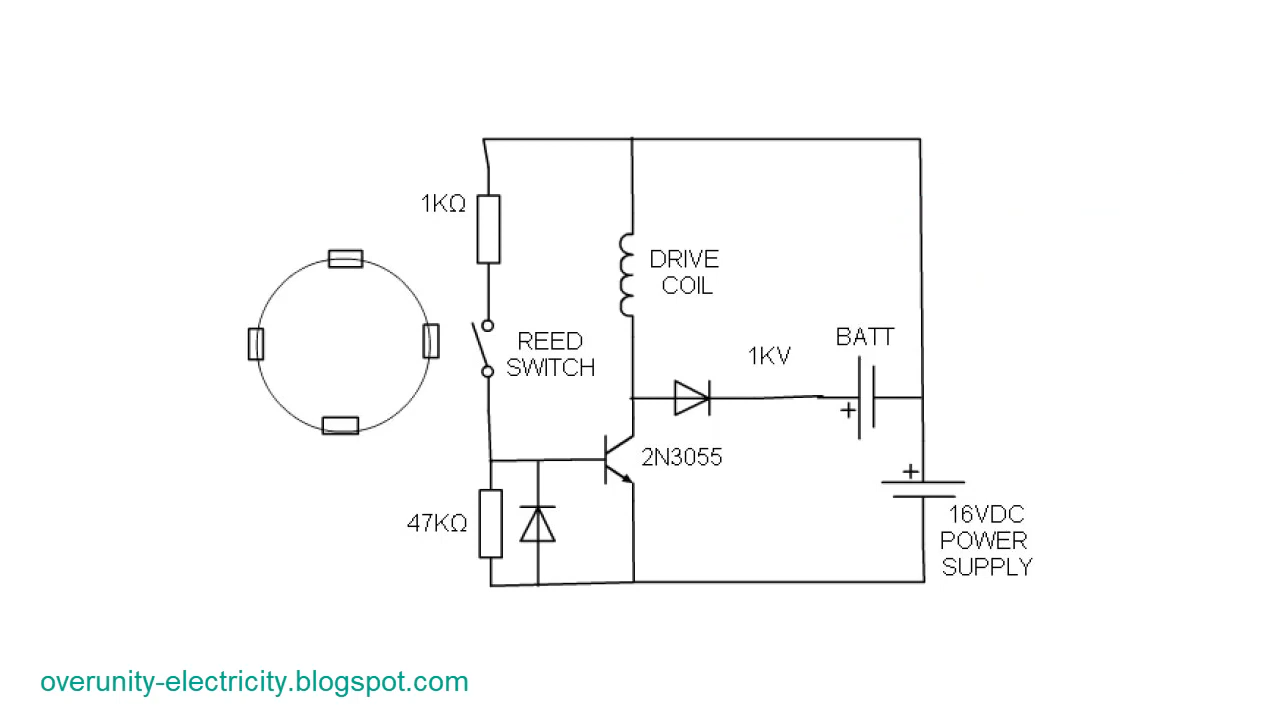 1KΩ
DRIVE
COIL
REED
SWITCH
1KV
BATT
+
2N3055
+
47KΩ
16VDC
POWER
SUPPLY
overunity-electricity.blogspot.com